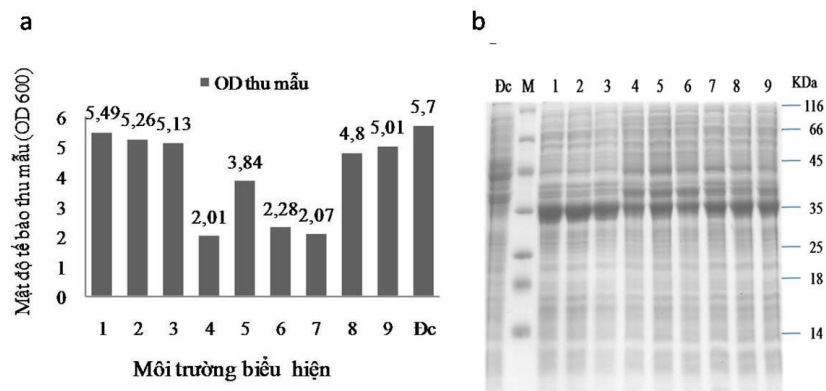 a
OD thu mẫu
Mật độ tế bào thu mẫu (OD 600)
6
5
4
3
2
1
0
5,49 5,26 5,13 2,01 3,84 2,28 2,07 4,8 5,01 5,7
1 2 3 4 5 6 7 8 9 Đc
Môi trường biểu hiện
b
Đc M 1 2 3 4 5 6 7 8 9 KDa
116
66
45
35
25
18
14